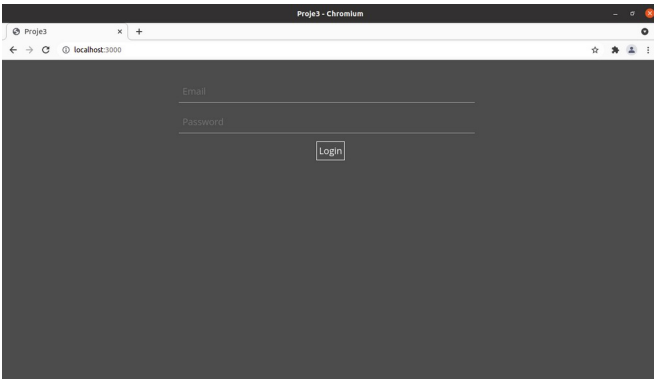 Proje3 - Chromium
Proje3
localhost:3000
Email
Password
Login